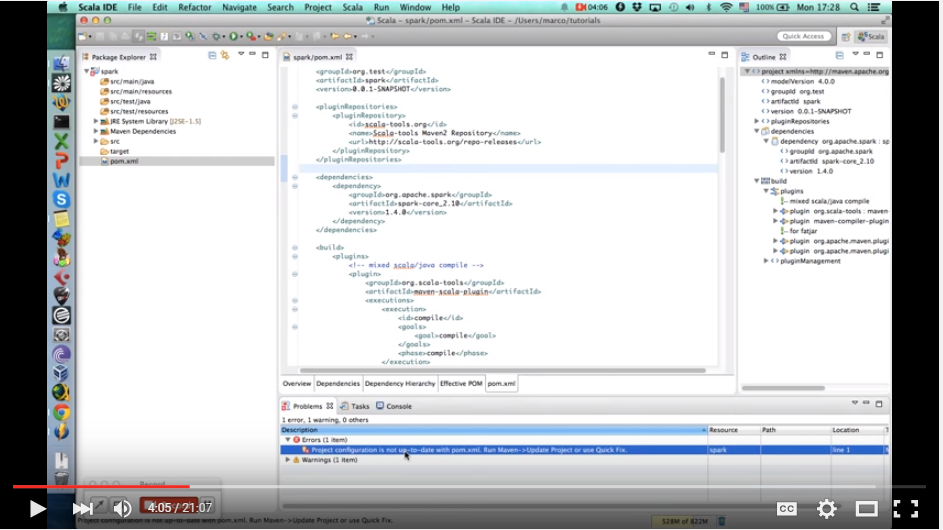 Scala IDE File Edit Refactor Navigate Search Project Scala Run Window Help 04:06 100% Mon 17:28
Scala - spark/pom.xml - Scala IDE - /Users/marco/tutorials
Quick Access Scala
Package Explorer
spark
src/main/java
src/main/resources
src/test/java
src/test/resources
JRE System Library [J2SE-1.5]
Maven Dependencies
src
target
pom.xml
spark/pom.xml
<groupId>org.test</groupId>
<artifactId>spark</artifactId>
<version>0.0.1-SNAPSHOT</version>
<pluginRepositories>
<pluginRepository>
<id>scala-tools.org</id>
<name>Scala-tools Maven2 Repository</name>
<url>http://scala-tools.org/repo-releases</url>
</pluginRepository>
</pluginRepositories>
<dependencies>
<dependency>
<groupId>org.apache.spark</groupId>
<artifactId>spark-core_2.10</artifactId>
<version>1.4.0</version>
</dependency>
</dependencies>
<build>
<plugins>
<!-- mixed scala/java compile -->
<plugin>
<groupId>org.scala-tools</groupId>
<artifactId>maven-scala-plugin</artifactId>
<executions>
<execution>
<id>compile</id>
<goals>
<goal>compile</goal>
</goals>
<phase>compile</phase>
</execution>
Overview Dependencies Dependency Hierarchy Effective POM pom.xml
Outline
project xmlns=http://maven.apache.org
modelVersion 4.0.0
groupId org.test
artifactId spark
version 0.0.1-SNAPSHOT
pluginRepositories
dependencies
dependency org.apache.spark : sp
groupId org.apache.spark
artifactId spark-core_2.10
version 1.4.0
build
plugins
mixed scala/java compile
plugin org.scala-tools : maven-
plugin maven-compiler-plugin
for fatjar
plugin org.apache.maven.plugi
plugin org.apache.maven.plugi
pluginManagement
Problems Tasks Console
1 error, 1 warning, 0 others
Description Resource Path Location T
Errors (1 item)
Project configuration is not up-to-date with pom.xml. Run Maven->Update Project or use Quick Fix. spark line 1
Warnings (1 item)
Record
4:05 / 21:07
CC
Project configuration is not up-to-date with pom.xml. Run Maven->Update Project or use Quick Fix.
528M of 822M